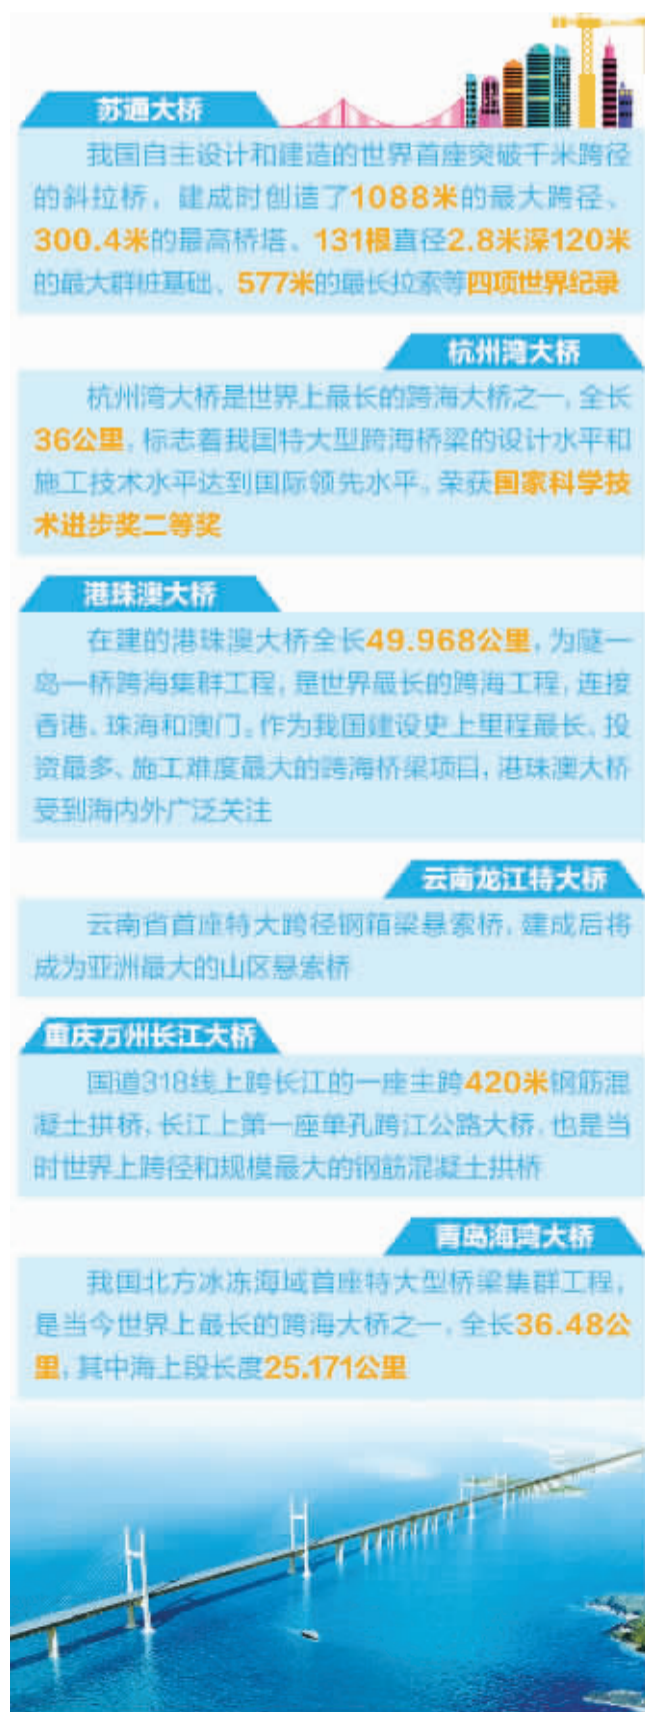 苏通大桥
我国自主设计和建造的世界首座突破千米跨径
的斜拉桥，建成时创造了1088米的最大跨径、
300.4米的最高桥塔、131根直径2.8米深120米
的最大群桩基础、577米的最长拉索等四项世界纪录
杭州湾大桥
杭州湾大桥是世界上最长的跨海大桥之一，全长
36公里，标志着我国特大型跨海桥梁的设计水平和
施工技术水平达到国际领先水平。荣获国家科学技
术进步奖二等奖
港珠澳大桥
在建的港珠澳大桥全长49.968公里，为隧一
岛一桥跨海集群工程，是世界最长的跨海工程，连接
香港、珠海和澳门。作为我国建设史上里程最长、投
资最多、施工难度最大的跨海桥梁项目，港珠澳大桥
受到海内外广泛关注
云南龙江特大桥
云南省首座特大跨径钢箱梁悬索桥，建成后将
成为亚洲最大的山区悬索桥
重庆万州长江大桥
国道318线上跨长江的一座主跨420米钢筋混
凝土拱桥，长江上第一座单孔跨江公路大桥，也是当
时世界上跨径和规模最大的钢筋混凝土拱桥
青岛海湾大桥
我国北方冰冻海域首座特大型桥梁集群工程，
是当今世界上最长的跨海大桥之一，全长36.48公
里，其中海上段长度25.171公里